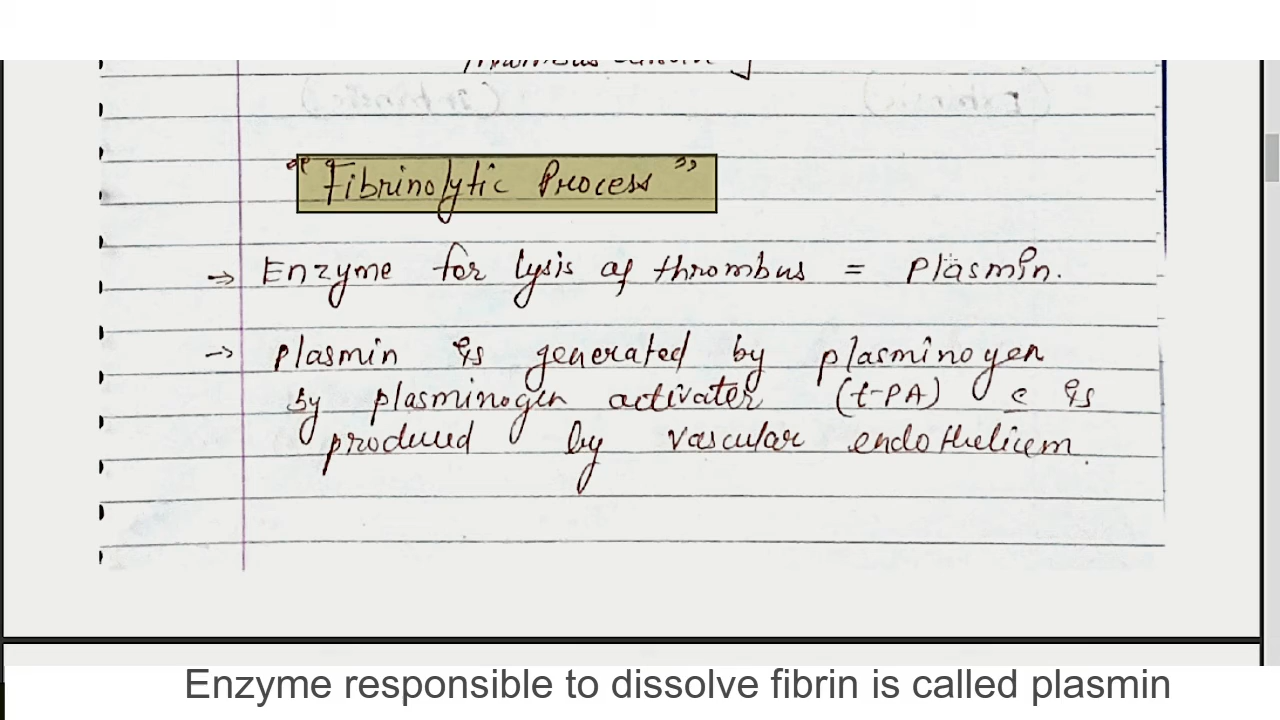 "Fibrinolytic Process"
→ Enzyme for lysis of thrombus = Plasmin.
→ Plasmin is generated by plasminogen
by plasminogen activater (t-PA) c is
produced by vascular endothelium.
Enzyme responsible to dissolve fibrin is called plasmin